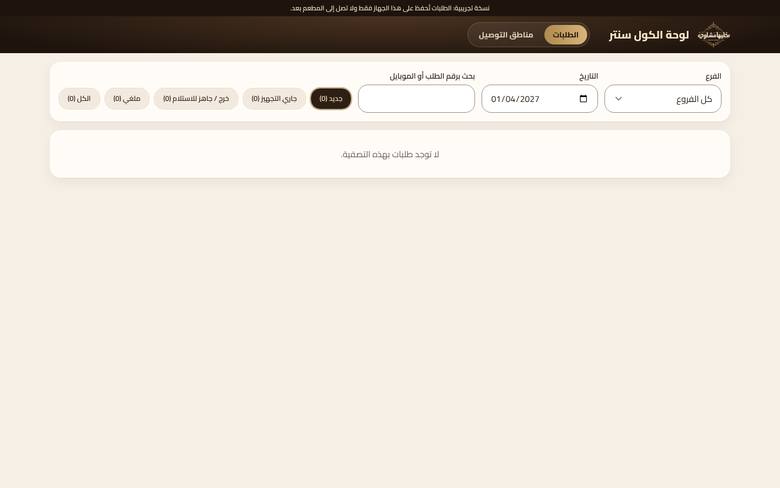 نسخة تجريبية: الطلبات تُحفظ على هذا الجهاز فقط ولا تصل إلى المطعم بعد.
لوحة الكول سنتر
الطلبات
مناطق التوصيل
الفرع
التاريخ
بحث برقم الطلب أو الموبايل
كل الفروع
01/04/2027
جديد (0)
جاري التجهيز (0)
خرج / جاهز للاستلام (0)
ملغي (0)
الكل (0)
لا توجد طلبات بهذه التصفية.